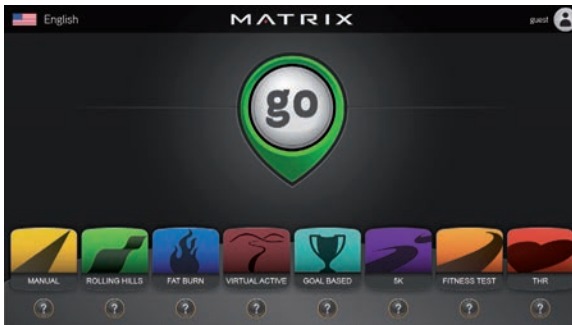 English
MATRIX
guest
go
MANUAL
ROLLING HILLS
FAT BURN
VIRTUAL ACTIVE
GOAL BASED
5K
FITNESS TEST
THR
? ? ? ? ? ? ? ?